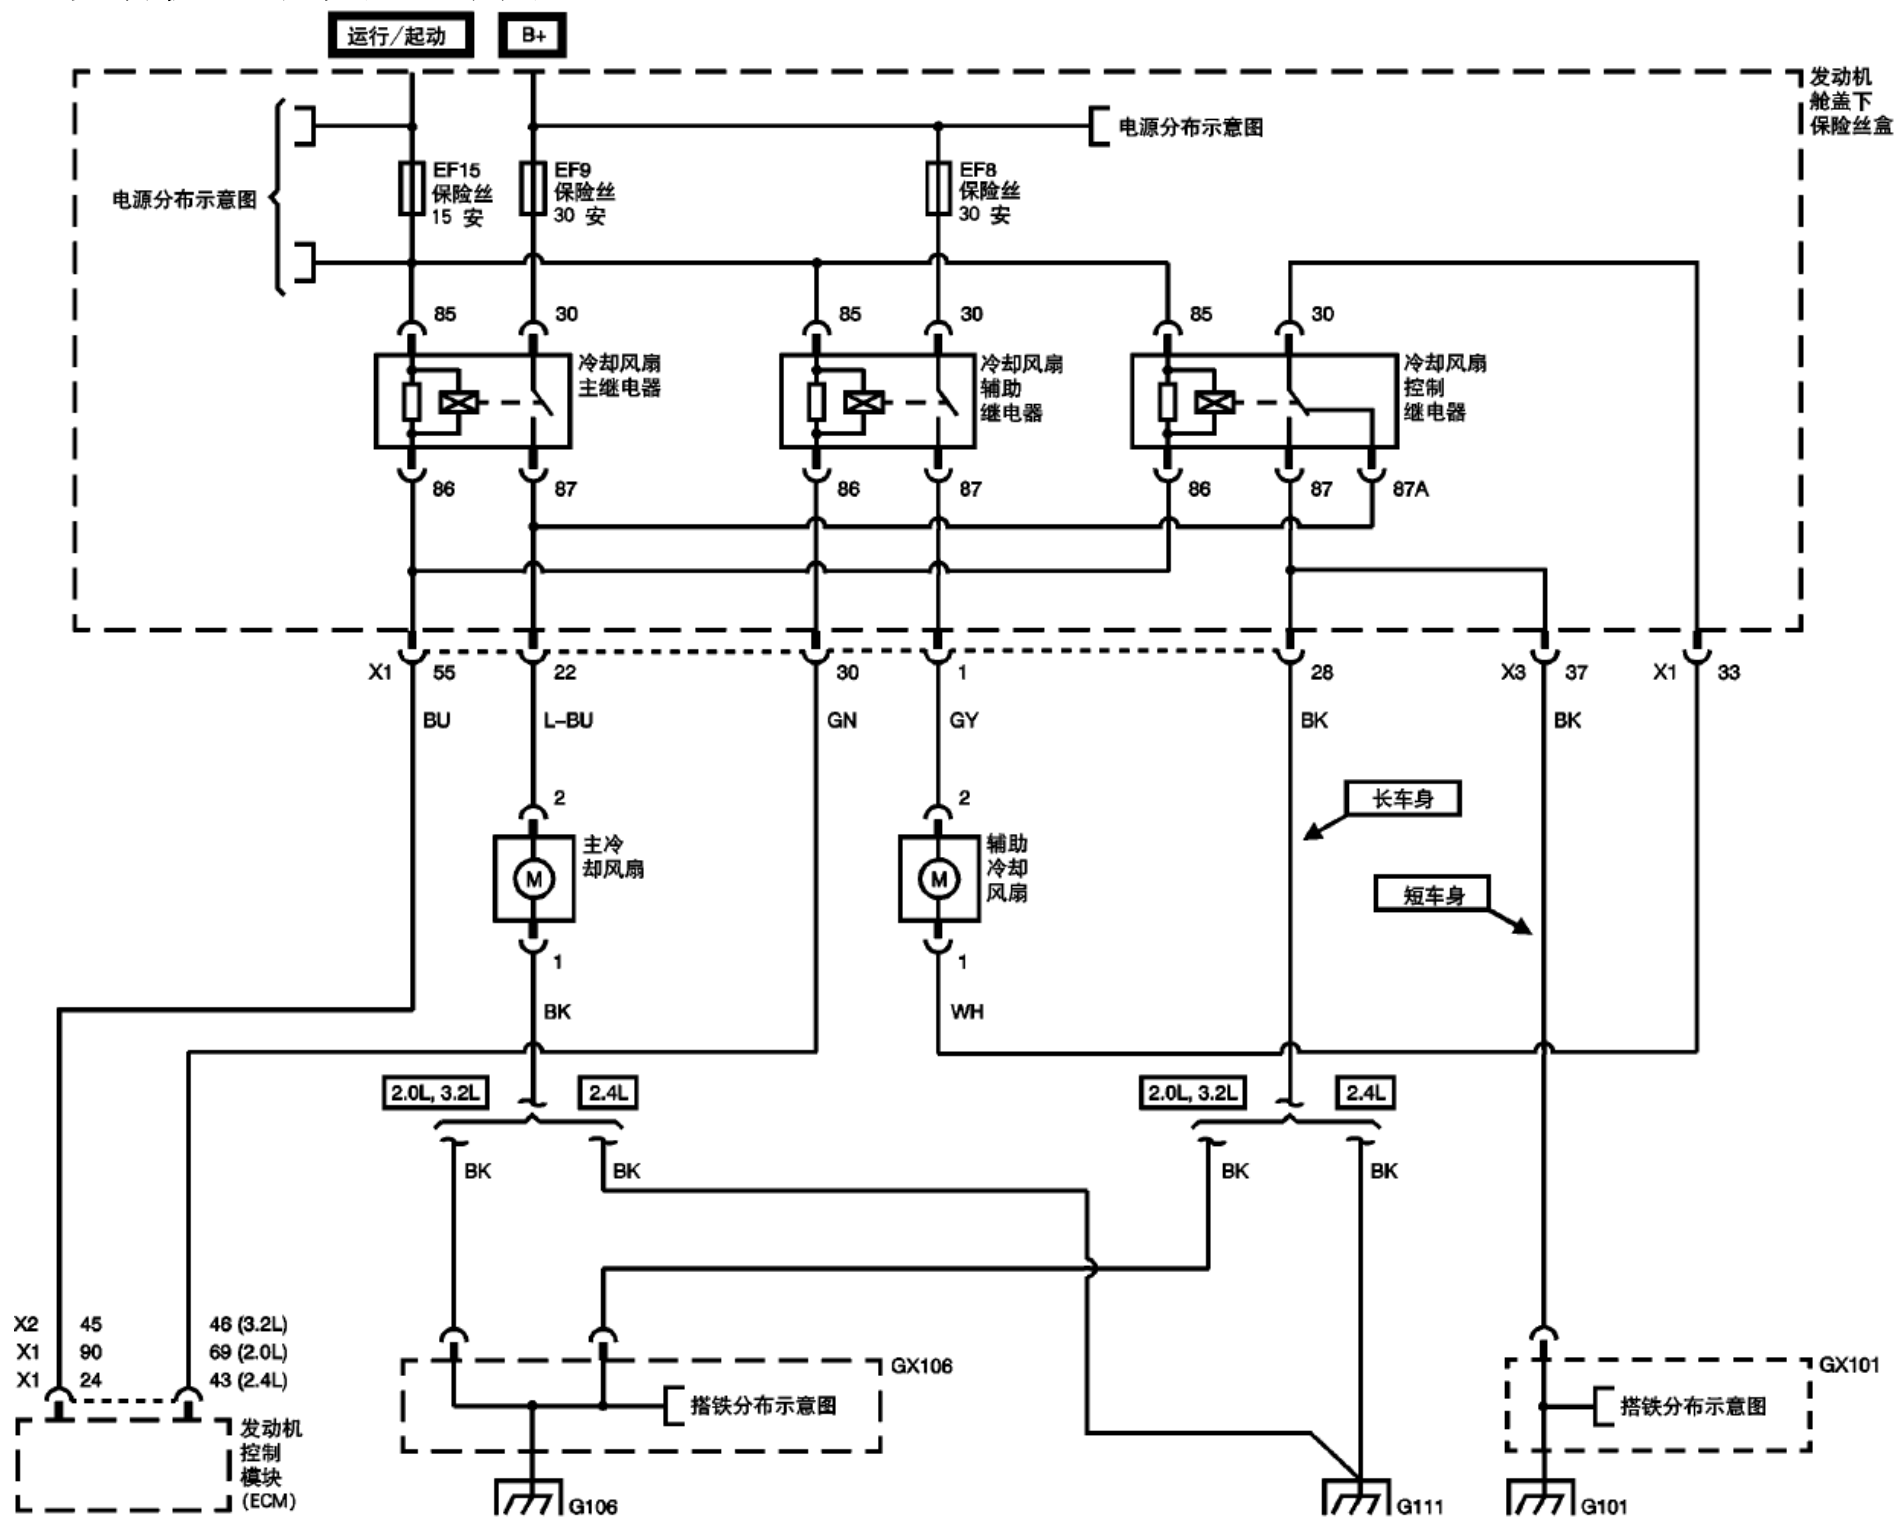 运行/起动
B+
发动机
舱盖下
保险丝盒
电源分布示意图
电源分布示意图
EF15
保险丝
15 安
EF9
保险丝
30 安
EF8
保险丝
30 安
85
30
85
30
85
30
冷却风扇
主继电器
冷却风扇
辅助
继电器
冷却风扇
控制
继电器
86
87
86
87
86
87
87A
X1
55
22
30
1
28
X3
37
X1
33
BU
L-BU
GN
GY
BK
BK
长车身
短车身
2
2
主冷
却风扇
M
辅助
冷却
风扇
M
1
1
BK
WH
2.0L, 3.2L
2.4L
2.0L, 3.2L
2.4L
BK
BK
BK
BK
X2 45 46 (3.2L)
X1 90 69 (2.0L)
X1 24 43 (2.4L)
发动机
控制
模块
(ECM)
GX106
搭铁分布示意图
GX101
搭铁分布示意图
G106
G111
G101